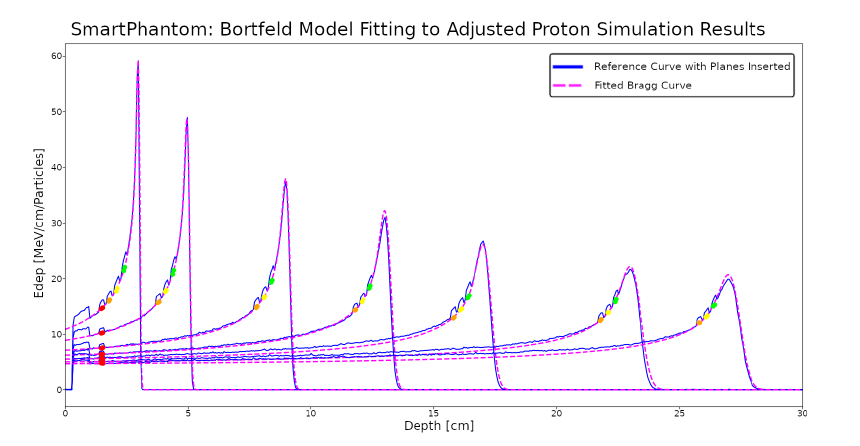 SmartPhantom: Bortfeld Model Fitting to Adjusted Proton Simulation Results
Reference Curve with Planes Inserted
Fitted Bragg Curve
Edep [MeV/cm/Particles]
60
50
40
30
20
10
0
0 5 10 15 20 25 30
Depth [cm]